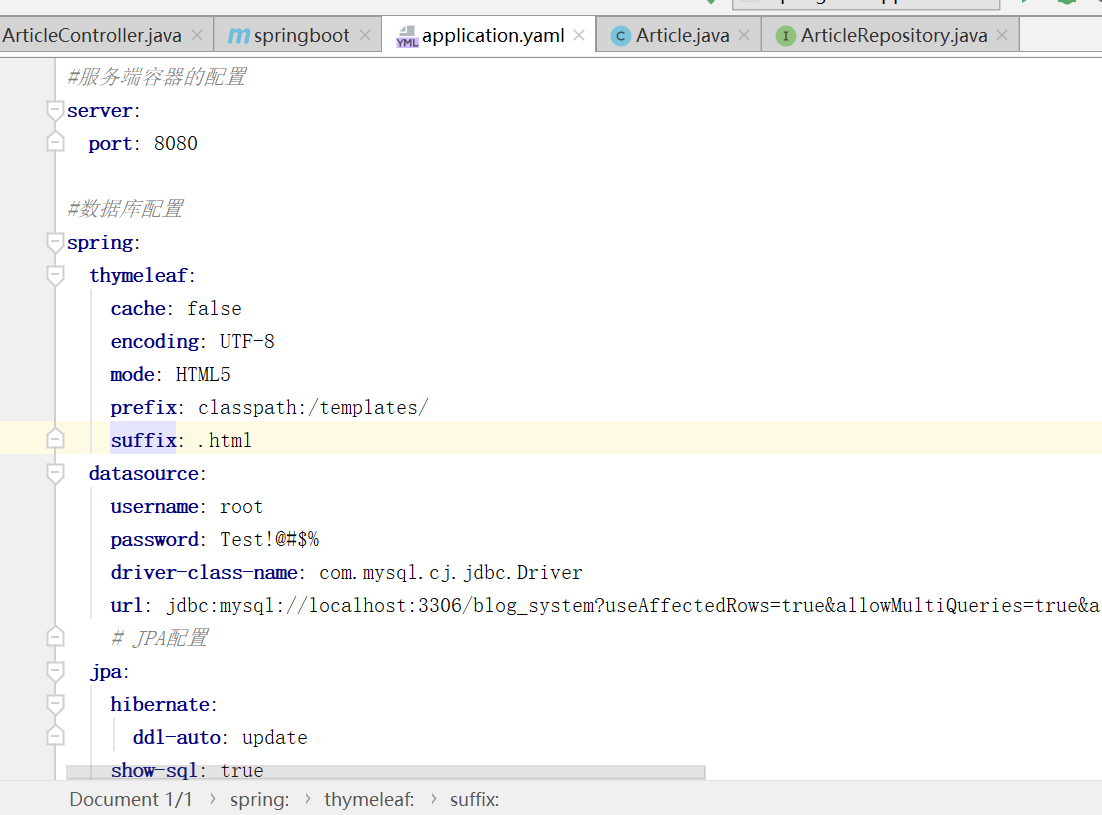 ArticleController.java springboot application.yaml Article.java ArticleRepository.java
#服务端容器的配置
server:
port: 8080
#数据库配置
spring:
thymeleaf:
cache: false
encoding: UTF-8
mode: HTML5
prefix: classpath:/templates/
suffix: .html
datasource:
username: root
password: Test!@#$%
driver-class-name: com.mysql.cj.jdbc.Driver
url: jdbc:mysql://localhost:3306/blog_system?useAffectedRows=true&allowMultiQueries=true&a
# JPA配置
jpa:
hibernate:
ddl-auto: update
show-sql: true
Document 1/1 › spring: › thymeleaf: › suffix: